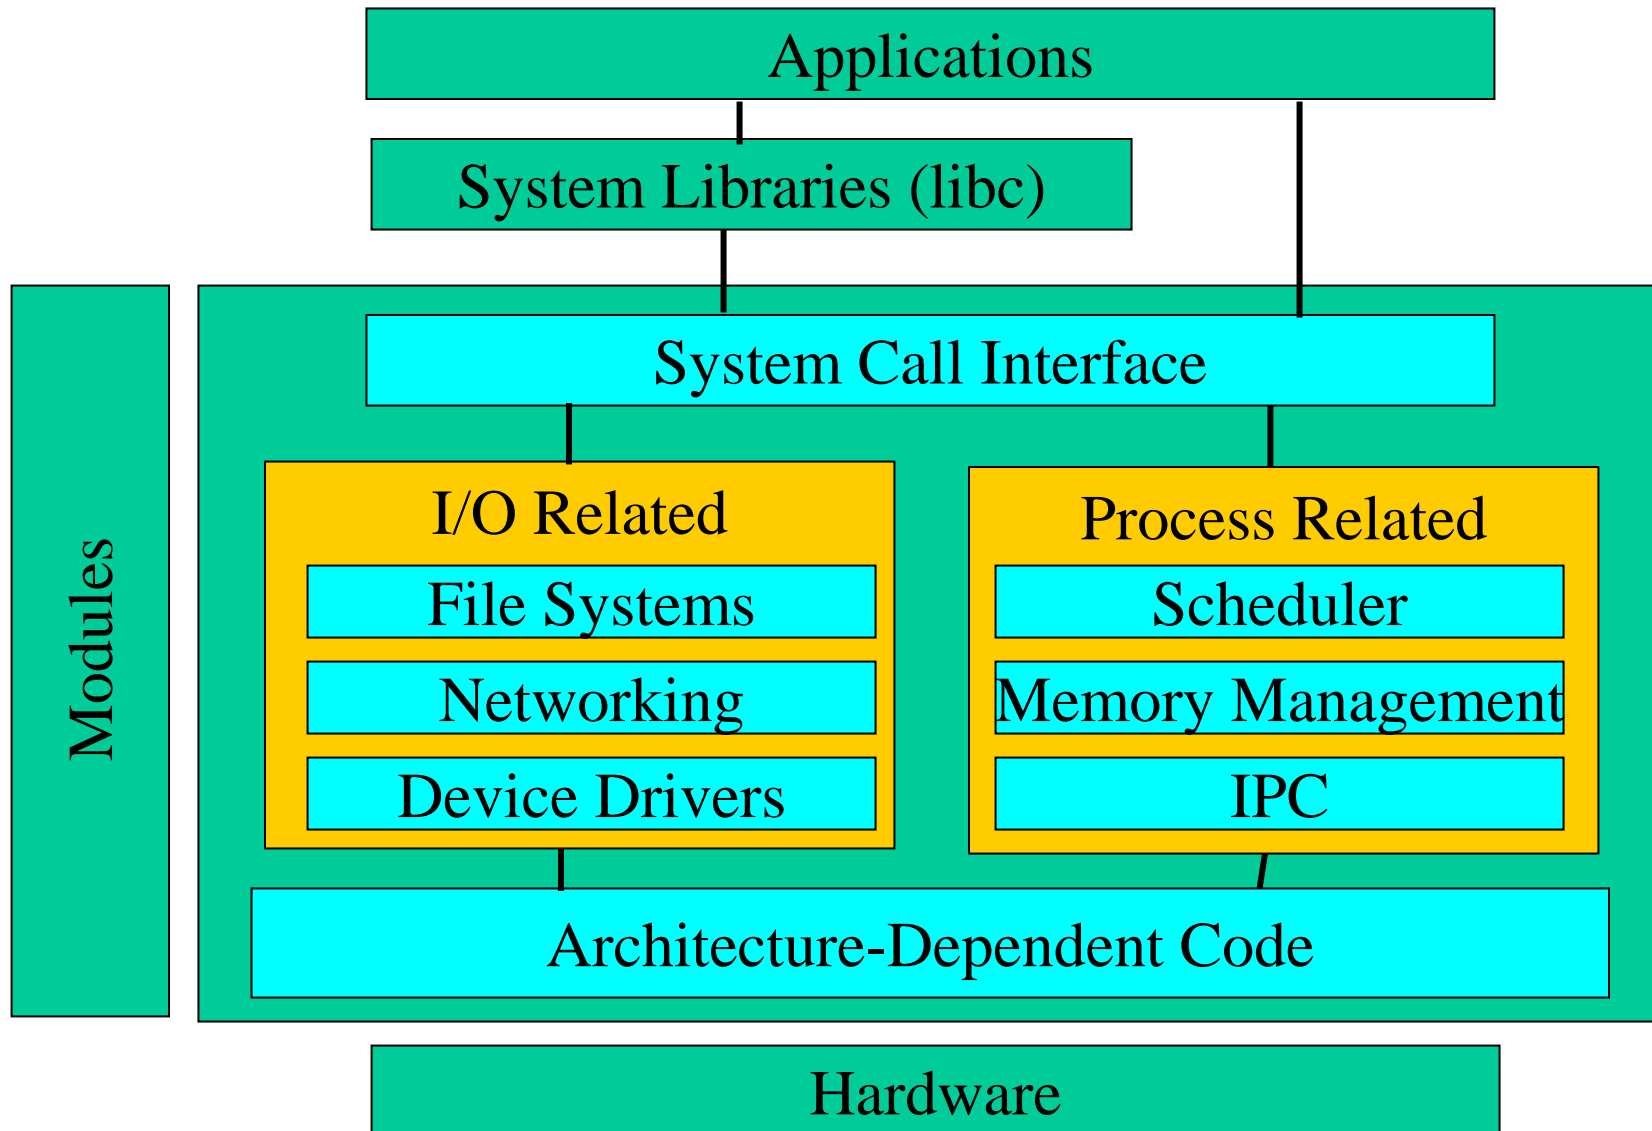 Applications
System Libraries (libc)
System Call Interface
Modules
I/O Related
File Systems
Networking
Device Drivers
Process Related
Scheduler
Memory Management
IPC
Architecture-Dependent Code
Hardware